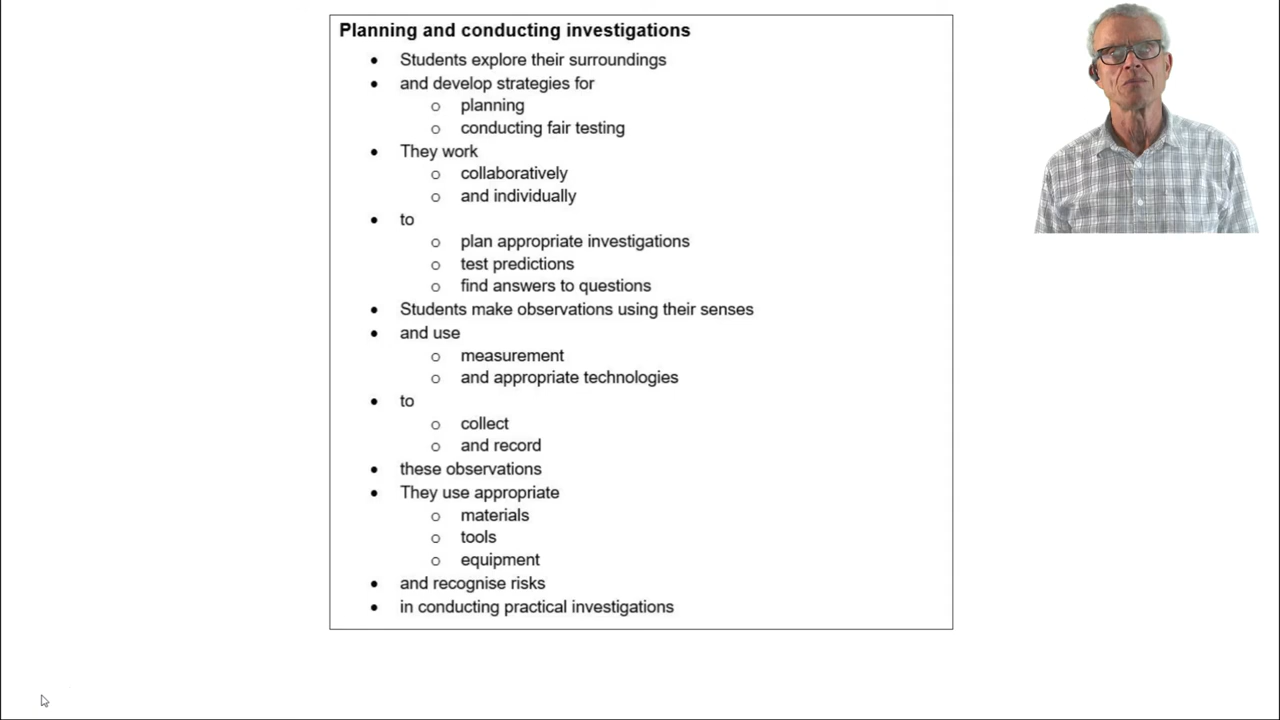 Planning and conducting investigations
• Students explore their surroundings
• and develop strategies for
o planning
o conducting fair testing
• They work
o collaboratively
o and individually
• to
o plan appropriate investigations
o test predictions
o find answers to questions
• Students make observations using their senses
• and use
o measurement
o and appropriate technologies
• to
o collect
o and record
• these observations
• They use appropriate
o materials
o tools
o equipment
• and recognise risks
• in conducting practical investigations